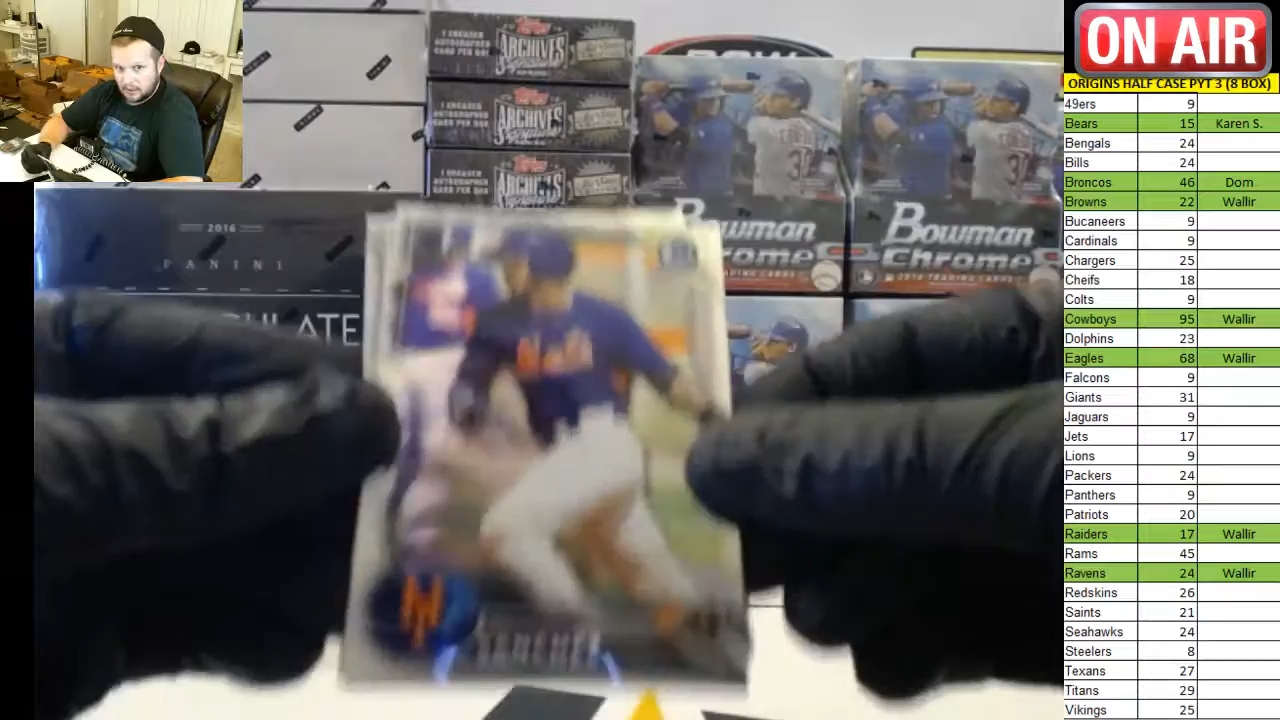 ON AIR
ORIGINS HALF CASE PYT 3 (8 BOX)
49ers 9
Bears 15 Karen S.
Bengals 24
Bills 24
Broncos 46 Dom
Browns 22 Wallir
Bucaneers 9
Cardinals 9
Chargers 25
Cheifs 18
Colts 9
Cowboys 95 Wallir
Dolphins 23
Eagles 68 Wallir
Falcons 9
Giants 31
Jaguars 9
Jets 17
Lions 9
Packers 24
Panthers 9
Patriots 20
Raiders 17 Wallir
Rams 45
Ravens 24 Wallir
Redskins 26
Saints 21
Seahawks 24
Steelers 8
Texans 27
Titans 29
Vikings 25
Topps
ARCHIVES
Topps
ARCHIVES
Topps
ARCHIVES
2016
PANINI
Bowman
Chrome
Mets